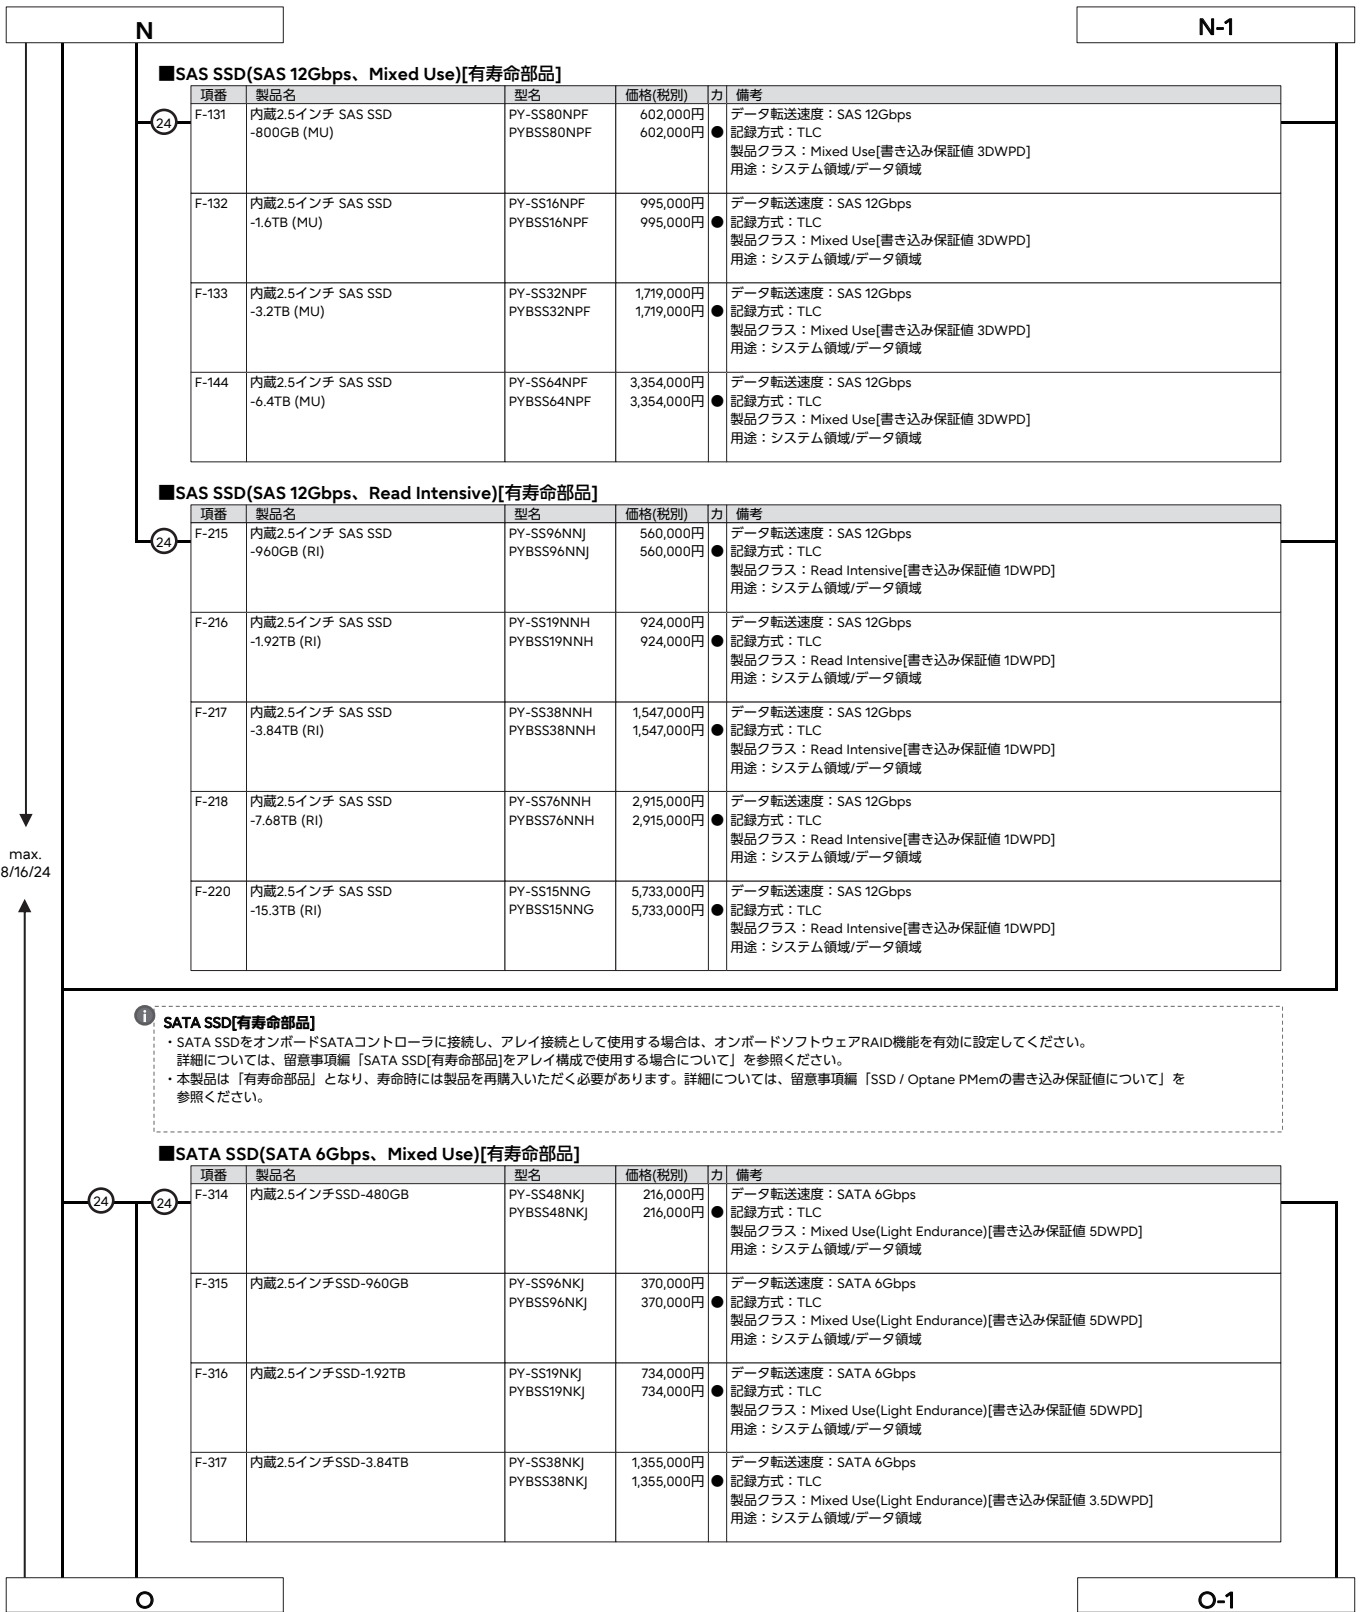 N
N-1
■SAS SSD(SAS 12Gbps、Mixed Use)[有寿命部品]
項番 製品名 型名 価格(税別) カ 備考
24
F-131 内蔵2.5インチ SAS SSD PY-SS80NPF 602,000円 データ転送速度：SAS 12Gbps
-800GB (MU) PYBSS80NPF 602,000円 ● 記録方式：TLC
製品クラス：Mixed Use[書き込み保証値 3DWPD]
用途：システム領域/データ領域
F-132 内蔵2.5インチ SAS SSD PY-SS16NPF 995,000円 データ転送速度：SAS 12Gbps
-1.6TB (MU) PYBSS16NPF 995,000円 ● 記録方式：TLC
製品クラス：Mixed Use[書き込み保証値 3DWPD]
用途：システム領域/データ領域
F-133 内蔵2.5インチ SAS SSD PY-SS32NPF 1,719,000円 データ転送速度：SAS 12Gbps
-3.2TB (MU) PYBSS32NPF 1,719,000円 ● 記録方式：TLC
製品クラス：Mixed Use[書き込み保証値 3DWPD]
用途：システム領域/データ領域
F-144 内蔵2.5インチ SAS SSD PY-SS64NPF 3,354,000円 データ転送速度：SAS 12Gbps
-6.4TB (MU) PYBSS64NPF 3,354,000円 ● 記録方式：TLC
製品クラス：Mixed Use[書き込み保証値 3DWPD]
用途：システム領域/データ領域
■SAS SSD(SAS 12Gbps、Read Intensive)[有寿命部品]
項番 製品名 型名 価格(税別) カ 備考
24
F-215 内蔵2.5インチ SAS SSD PY-SS96NNJ 560,000円 データ転送速度：SAS 12Gbps
-960GB (RI) PYBSS96NNJ 560,000円 ● 記録方式：TLC
製品クラス：Read Intensive[書き込み保証値 1DWPD]
用途：システム領域/データ領域
F-216 内蔵2.5インチ SAS SSD PY-SS19NNH 924,000円 データ転送速度：SAS 12Gbps
-1.92TB (RI) PYBSS19NNH 924,000円 ● 記録方式：TLC
製品クラス：Read Intensive[書き込み保証値 1DWPD]
用途：システム領域/データ領域
F-217 内蔵2.5インチ SAS SSD PY-SS38NNH 1,547,000円 データ転送速度：SAS 12Gbps
-3.84TB (RI) PYBSS38NNH 1,547,000円 ● 記録方式：TLC
製品クラス：Read Intensive[書き込み保証値 1DWPD]
用途：システム領域/データ領域
F-218 内蔵2.5インチ SAS SSD PY-SS76NNH 2,915,000円 データ転送速度：SAS 12Gbps
-7.68TB (RI) PYBSS76NNH 2,915,000円 ● 記録方式：TLC
製品クラス：Read Intensive[書き込み保証値 1DWPD]
用途：システム領域/データ領域
max.
8/16/24
F-220 内蔵2.5インチ SAS SSD PY-SS15NNG 5,733,000円 データ転送速度：SAS 12Gbps
-15.3TB (RI) PYBSS15NNG 5,733,000円 ● 記録方式：TLC
製品クラス：Read Intensive[書き込み保証値 1DWPD]
用途：システム領域/データ領域
i
SATA SSD[有寿命部品]
・SATA SSDをオンボードSATAコントローラに接続し、アレイ接続として使用する場合は、オンボードソフトウェアRAID機能を有効に設定してください。
詳細については、留意事項編「SATA SSD[有寿命部品]をアレイ構成で使用する場合について」を参照ください。
・本製品は「有寿命部品」となり、寿命時には製品を再購入いただく必要があります。詳細については、留意事項編「SSD / Optane PMemの書き込み保証値について」を
参照ください。
■SATA SSD(SATA 6Gbps、Mixed Use)[有寿命部品]
項番 製品名 型名 価格(税別) カ 備考
24 24
F-314 内蔵2.5インチSSD-480GB PY-SS48NKJ 216,000円 データ転送速度：SATA 6Gbps
PYBSS48NKJ 216,000円 ● 記録方式：TLC
製品クラス：Mixed Use(Light Endurance)[書き込み保証値 5DWPD]
用途：システム領域/データ領域
F-315 内蔵2.5インチSSD-960GB PY-SS96NKJ 370,000円 データ転送速度：SATA 6Gbps
PYBSS96NKJ 370,000円 ● 記録方式：TLC
製品クラス：Mixed Use(Light Endurance)[書き込み保証値 5DWPD]
用途：システム領域/データ領域
F-316 内蔵2.5インチSSD-1.92TB PY-SS19NKJ 734,000円 データ転送速度：SATA 6Gbps
PYBSS19NKJ 734,000円 ● 記録方式：TLC
製品クラス：Mixed Use(Light Endurance)[書き込み保証値 5DWPD]
用途：システム領域/データ領域
F-317 内蔵2.5インチSSD-3.84TB PY-SS38NKJ 1,355,000円 データ転送速度：SATA 6Gbps
PYBSS38NKJ 1,355,000円 ● 記録方式：TLC
製品クラス：Mixed Use(Light Endurance)[書き込み保証値 3.5DWPD]
用途：システム領域/データ領域
O
O-1